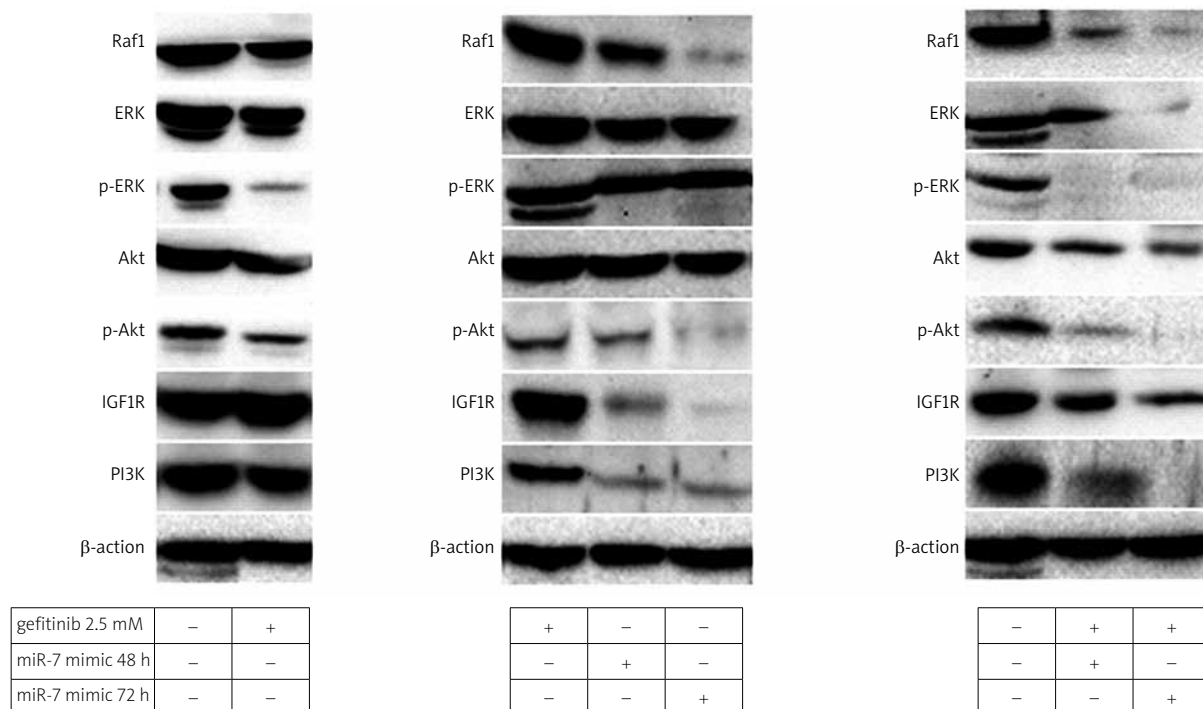 Raf1 Raf1 Raf1
ERK ERK ERK
p-ERK p-ERK p-ERK
Akt Akt Akt
p-Akt p-Akt p-Akt
IGF1R IGF1R IGF1R
PI3K PI3K PI3K
β-action β-action β-action
gefitinib 2.5 mM – + + – – – + +
miR-7 mimic 48 h – – – + – – + –
miR-7 mimic 72 h – – – – + – – +